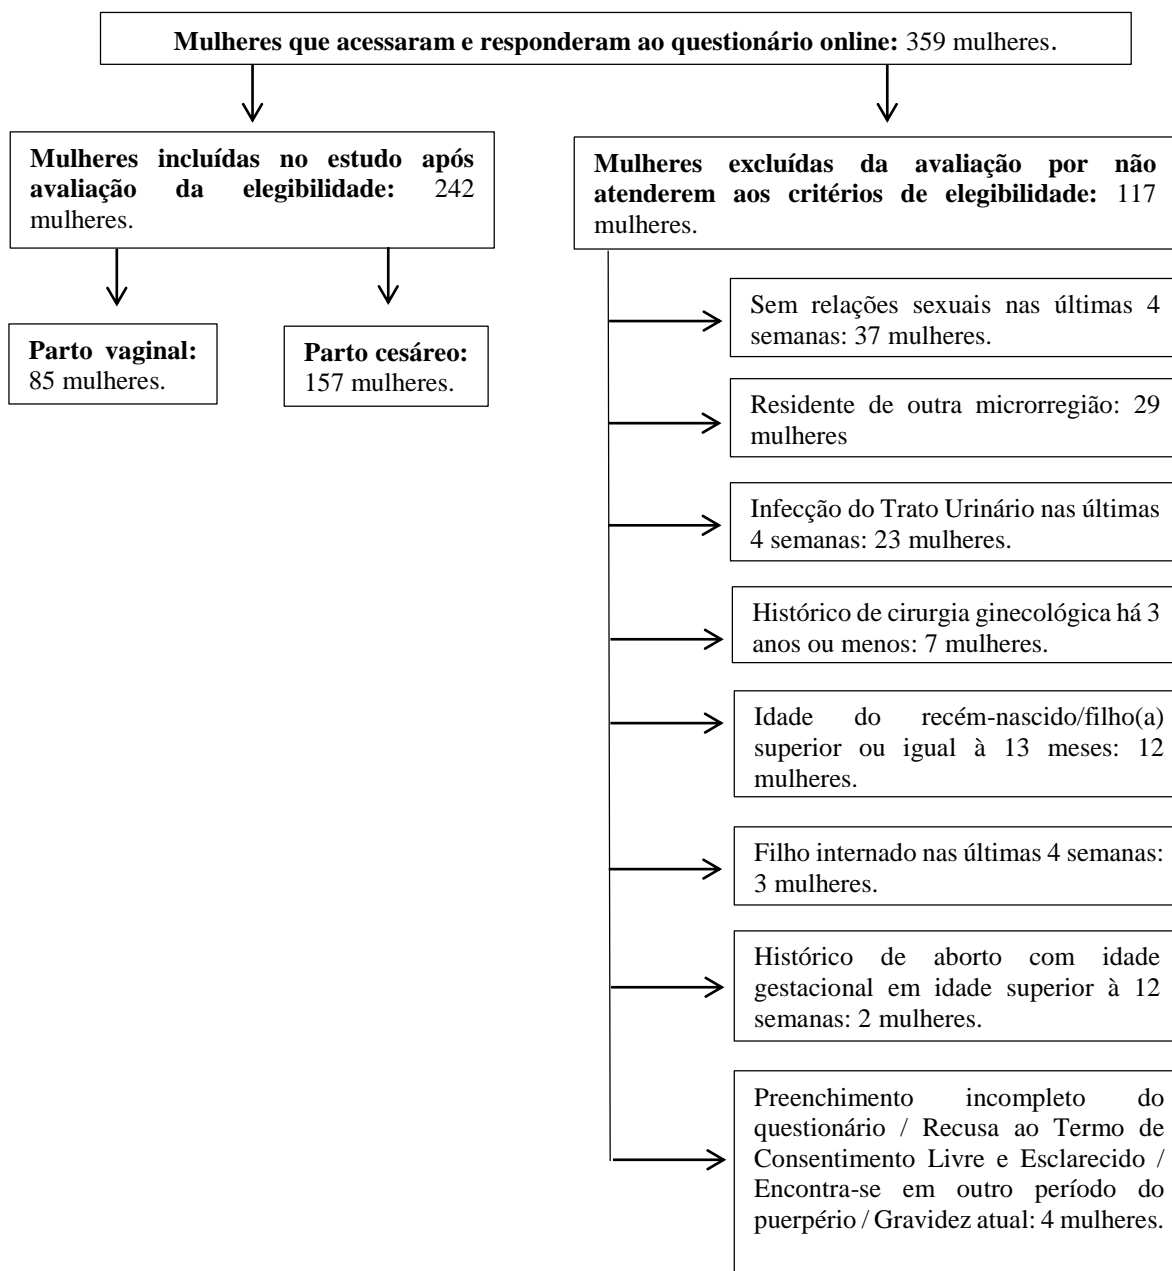 Mulheres que acessaram e responderam ao questionário online: 359 mulheres.
Mulheres incluídas no estudo após
avaliação da elegibilidade: 242
mulheres.
Parto vaginal:
85 mulheres.
Parto cesáreo:
157 mulheres.
Mulheres excluídas da avaliação por não
atenderem aos critérios de elegibilidade: 117
mulheres.
Sem relações sexuais nas últimas 4
semanas: 37 mulheres.
Residente de outra microrregião: 29
mulheres
Infecção do Trato Urinário nas últimas
4 semanas: 23 mulheres.
Histórico de cirurgia ginecológica há 3
anos ou menos: 7 mulheres.
Idade do recém-nascido/filho(a)
superior ou igual à 13 meses: 12
mulheres.
Filho internado nas últimas 4 semanas:
3 mulheres.
Histórico de aborto com idade
gestacional em idade superior à 12
semanas: 2 mulheres.
Preenchimento incompleto do
questionário / Recusa ao Termo de
Consentimento Livre e Esclarecido /
Encontra-se em outro período do
puerpério / Gravidez atual: 4 mulheres.